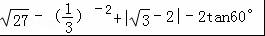 √27 − (1/3)^−2 + |√3 − 2| − 2tan60°